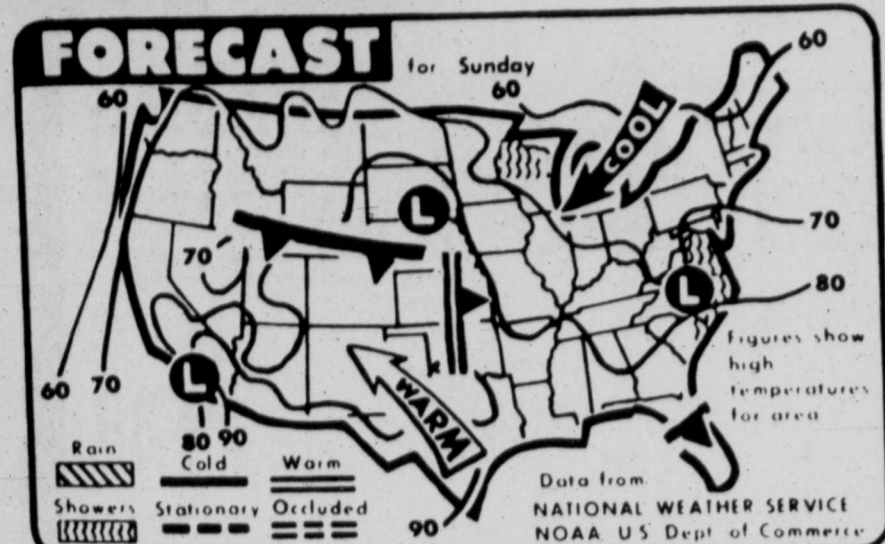 FORECAST
for Sunday
60
60
60
COOL
L
70
70
L
80
Figures show
high
temperatures
for area
60
70
L
80 90
WARM
90
Rain
Cold
Warm
Showers
Stationary
Occluded
Data from
NATIONAL WEATHER SERVICE
NOAA US Dept of Commerce